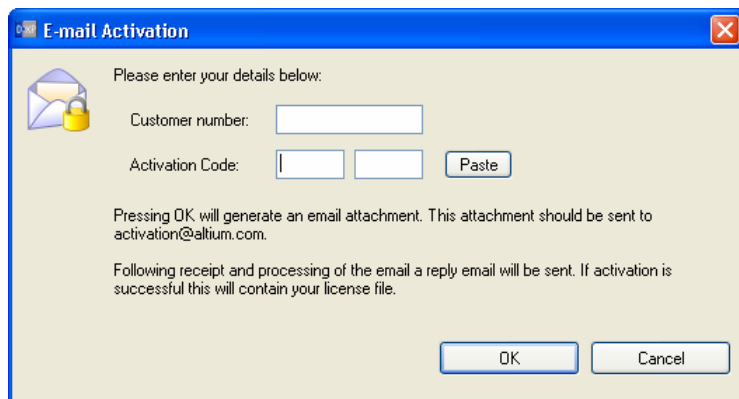 E-mail Activation
Please enter your details below:
Customer number:
Activation Code:
Paste
Pressing OK will generate an email attachment. This attachment should be sent to
activation@altium.com.
Following receipt and processing of the email a reply email will be sent. If activation is
successful this will contain your license file.
OK
Cancel